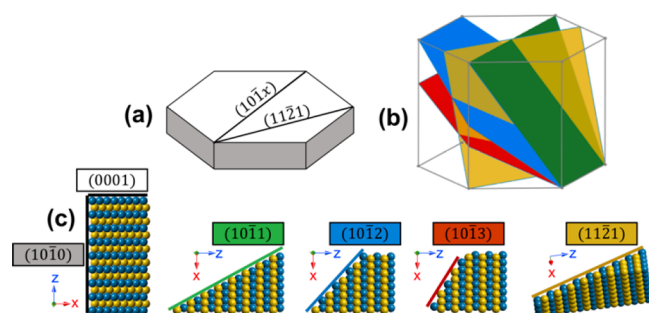 (a)
(101̄x)
(112̄1)
(b)
(0001)
(c)
(101̄0)
Z
X
(101̄1)
Z
X
(101̄2)
Z
X
(101̄3)
Z
X
(112̄1)
Z
X